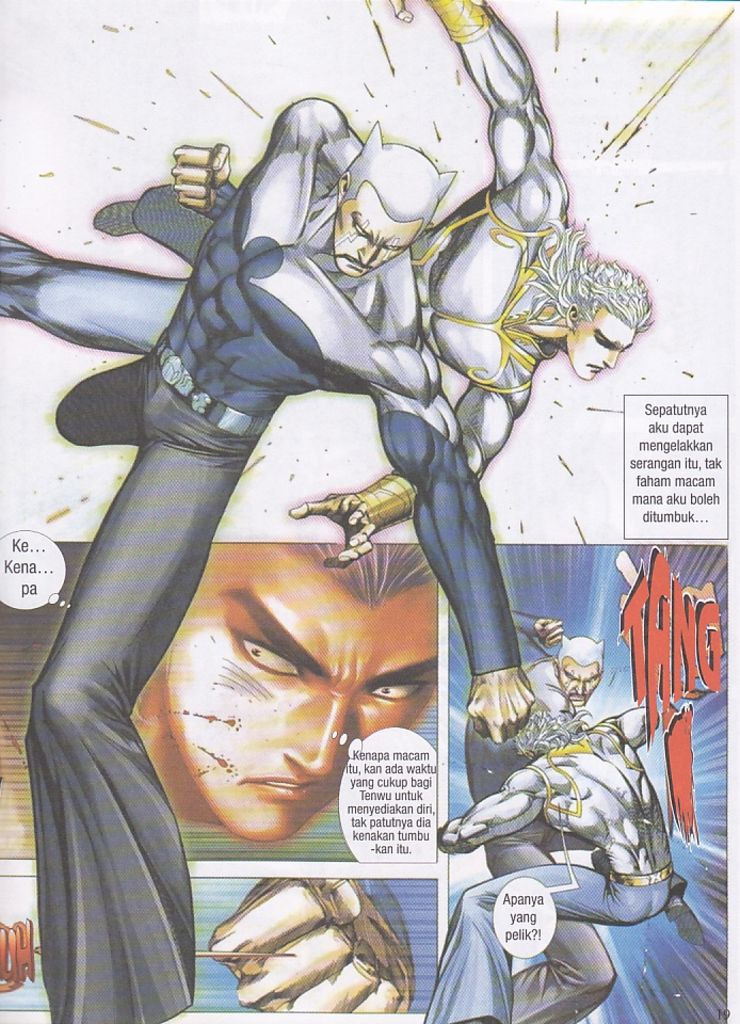 Sepatutnya
aku dapat
mengelakkan
serangan itu, tak
faham macam
mana aku boleh
ditumbuk...
Ke...
Kena...
pa
TANG
Kenapa macam
itu, kan ada waktu
yang cukup bagi
Tenwu untuk
menyediakan diri,
tak patutnya dia
kenakan tumbu
-kan itu.
Apanya
yang
pelik?!
19